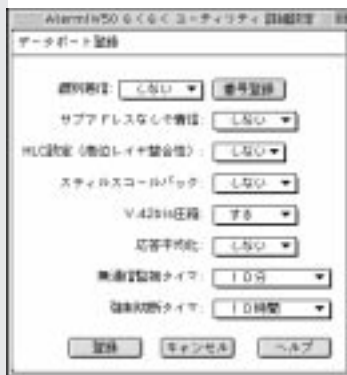 AtermIW50 らくらくユーティリティ 詳細設定
データポート登録
識別着信: しない 番号登録
サブアドレスなしで着信: しない
HLC設定(高位レイヤ整合性): しない
スティルスコールバック: しない
V.42bis圧縮: する
応答平均化: しない
無通信監視タイマ: 10分
強制切断タイマ: 10時間
登録 キャンセル ヘルプ